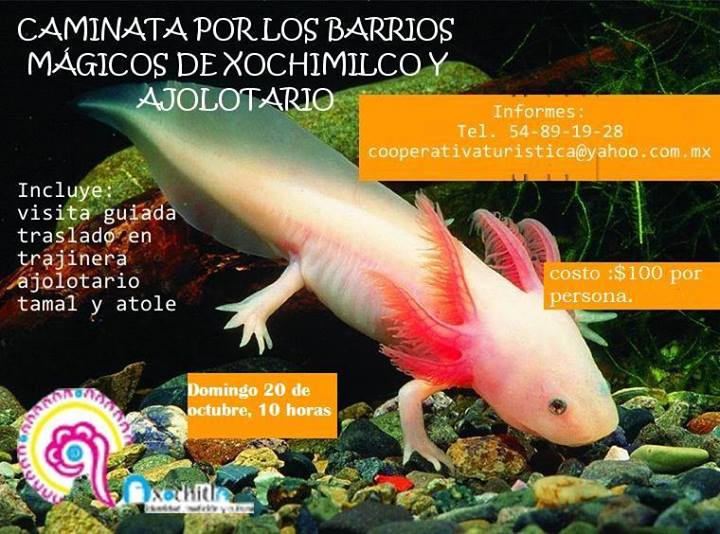 CAMINATA POR LOS BARRIOS
MÁGICOS DE XOCHIMILCO Y
AJOLOTARIO
Informes:
Tel. 54-89-19-28
cooperativaturistica@yahoo.com.mx
Incluye:
visita guiada
traslado en
trajinera
ajolotario
tamal y atole
costo :$100 por
persona.
Domingo 20 de
octubre, 10 horas